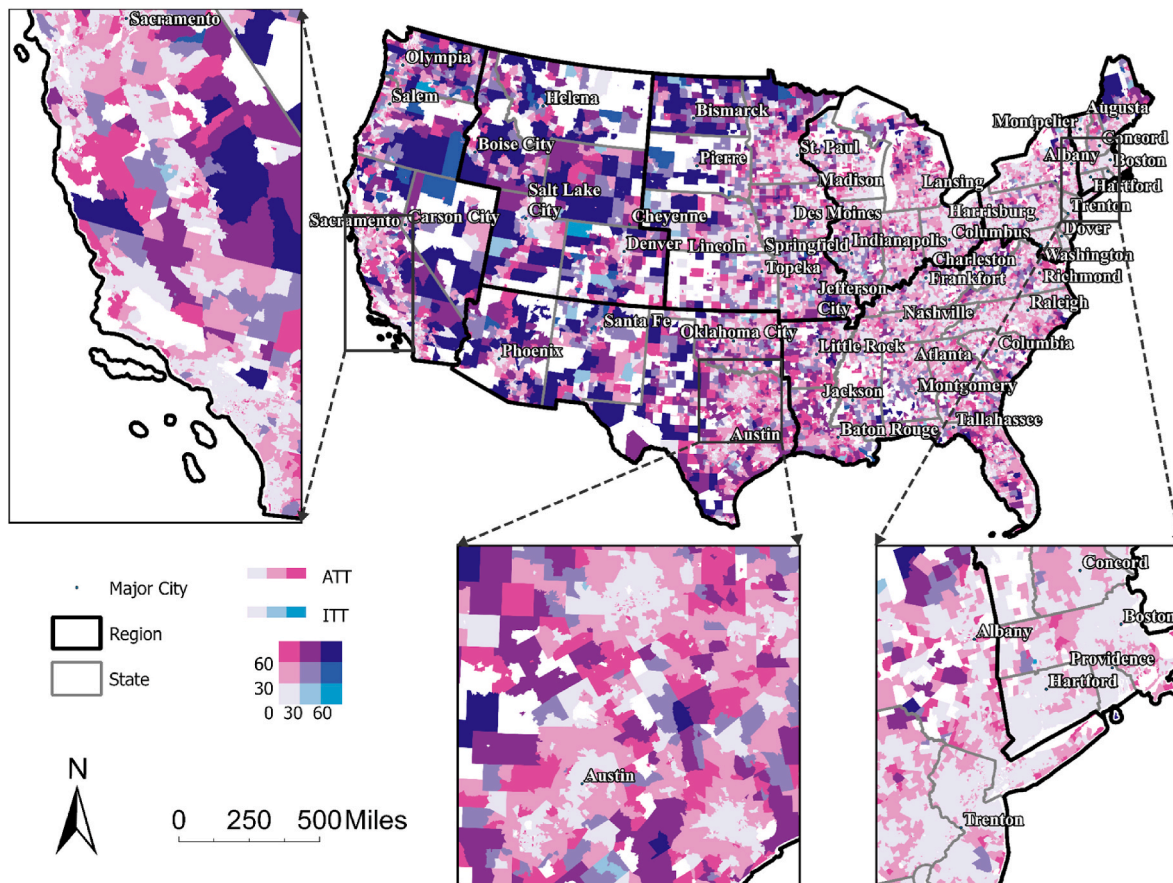 Sacramento
Olympia
Salem
Helena
Boise City
Salt Lake
City
Sacramento
Carson City
Bismarck
Pierre
Cheyenne
Denver
Lincoln
St. Paul
Madison
Des Moines
Springfield
Topeka
Jefferson
City
Lansing
Indianapolis
Harrisburg
Columbus
Charleston
Frankfort
Montpelier
Augusta
Concord
Albany
Boston
Hartford
Trenton
Dover
Washington
Richmond
Raleigh
Nashville
Columbia
Atlanta
Montgomery
Tallahassee
Little Rock
Jackson
Baton Rouge
Santa Fe
Oklahoma City
Phoenix
Austin
Major City
Region
State
ATT
ITT
60
30
0 30 60
N
0 250 500 Miles
Austin
Concord
Boston
Albany
Providence
Hartford
Trenton